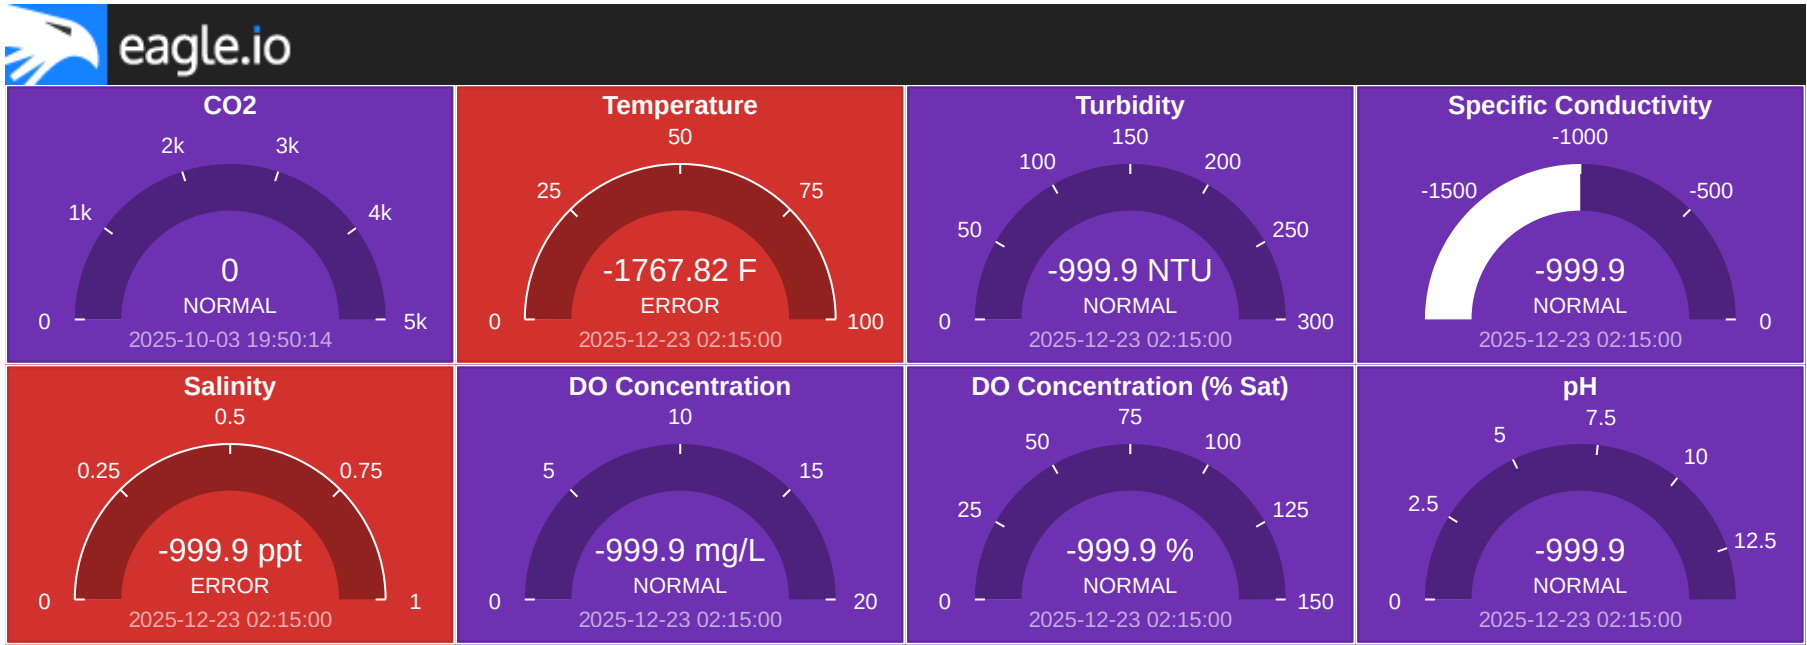 eagle.io
CO2
2k
3k
1k
4k
0
NORMAL
0
5k
2025-10-03 19:50:14
Temperature
50
25
75
-1767.82 F
ERROR
0
100
2025-12-23 02:15:00
Turbidity
150
100
200
50
250
-999.9 NTU
NORMAL
0
300
2025-12-23 02:15:00
Specific Conductivity
-1000
-1500
-500
-999.9
NORMAL
0
2025-12-23 02:15:00
Salinity
0.5
0.25
0.75
-999.9 ppt
ERROR
0
1
2025-12-23 02:15:00
DO Concentration
10
5
15
-999.9 mg/L
NORMAL
0
20
2025-12-23 02:15:00
DO Concentration (% Sat)
75
50
100
25
125
-999.9 %
NORMAL
0
150
2025-12-23 02:15:00
pH
7.5
5
10
2.5
12.5
-999.9
NORMAL
0
2025-12-23 02:15:00